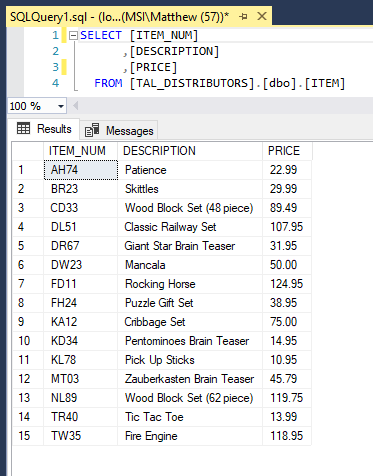 SQLQuery1.sql - (lo...(MSI\Matthew (57))*
1 SELECT [ITEM_NUM]
2 ,[DESCRIPTION]
3 ,[PRICE]
4 FROM [TAL_DISTRIBUTORS].[dbo].[ITEM]
100 %
Results Messages
ITEM_NUM DESCRIPTION PRICE
1 AH74 Patience 22.99
2 BR23 Skittles 29.99
3 CD33 Wood Block Set (48 piece) 89.49
4 DL51 Classic Railway Set 107.95
5 DR67 Giant Star Brain Teaser 31.95
6 DW23 Mancala 50.00
7 FD11 Rocking Horse 124.95
8 FH24 Puzzle Gift Set 38.95
9 KA12 Cribbage Set 75.00
10 KD34 Pentominoes Brain Teaser 14.95
11 KL78 Pick Up Sticks 10.95
12 MT03 Zauberkasten Brain Teaser 45.79
13 NL89 Wood Block Set (62 piece) 119.75
14 TR40 Tic Tac Toe 13.99
15 TW35 Fire Engine 118.95